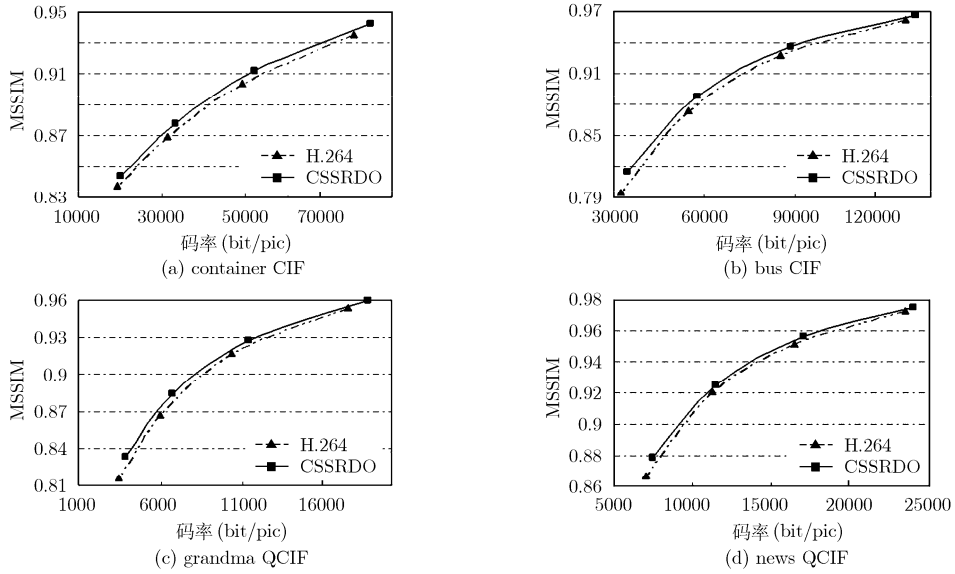 0.95
0.91
0.87
0.83
MSSIM
10000 30000 50000 70000
H.264
CSSRDO
码率 (bit/pic)
(a) container CIF
0.97
0.91
0.85
0.79
MSSIM
30000 60000 90000 120000
H.264
CSSRDO
码率 (bit/pic)
(b) bus CIF
0.96
0.93
0.9
0.87
0.84
0.81
MSSIM
1000 6000 11000 16000
H.264
CSSRDO
码率 (bit/pic)
(c) grandma QCIF
0.98
0.96
0.94
0.92
0.9
0.88
0.86
MSSIM
5000 10000 15000 20000 25000
H.264
CSSRDO
码率 (bit/pic)
(d) news QCIF